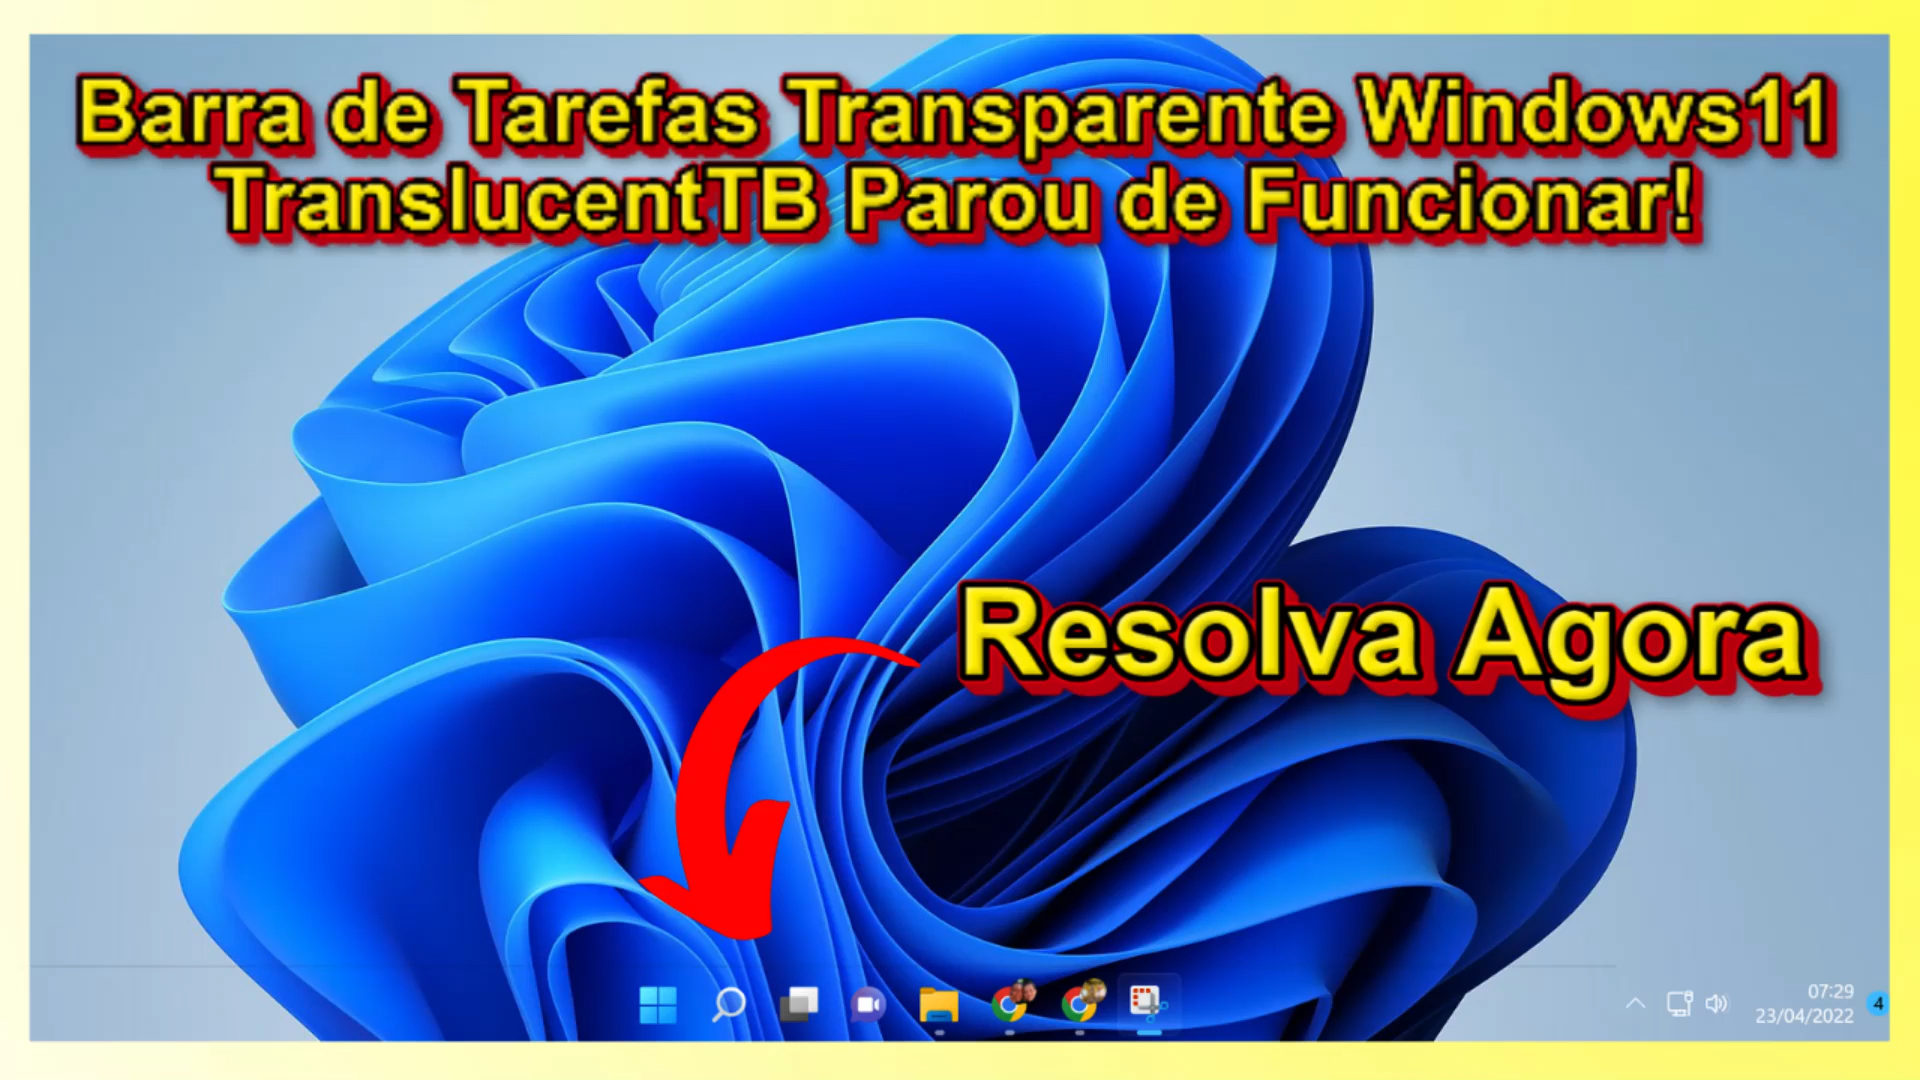 Barra de Tarefas Transparente Windows11
TranslucentTB Parou de Funcionar!
Resolva Agora
07:29
23/04/2022
4